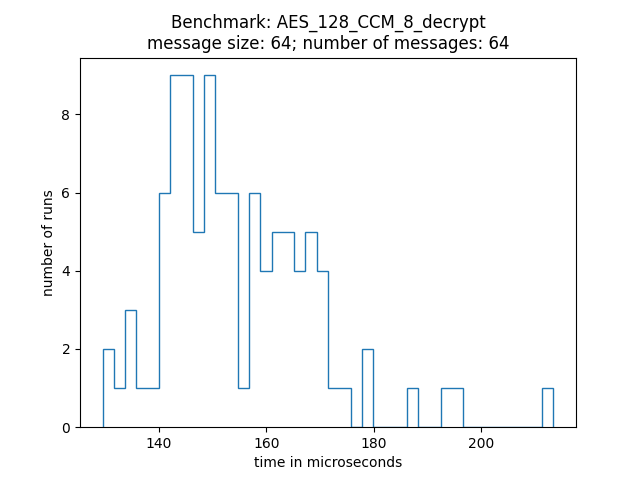 Benchmark: AES_128_CCM_8_decrypt
message size: 64; number of messages: 64
8
6
4
2
0
number of runs
140 160 180 200
time in microseconds